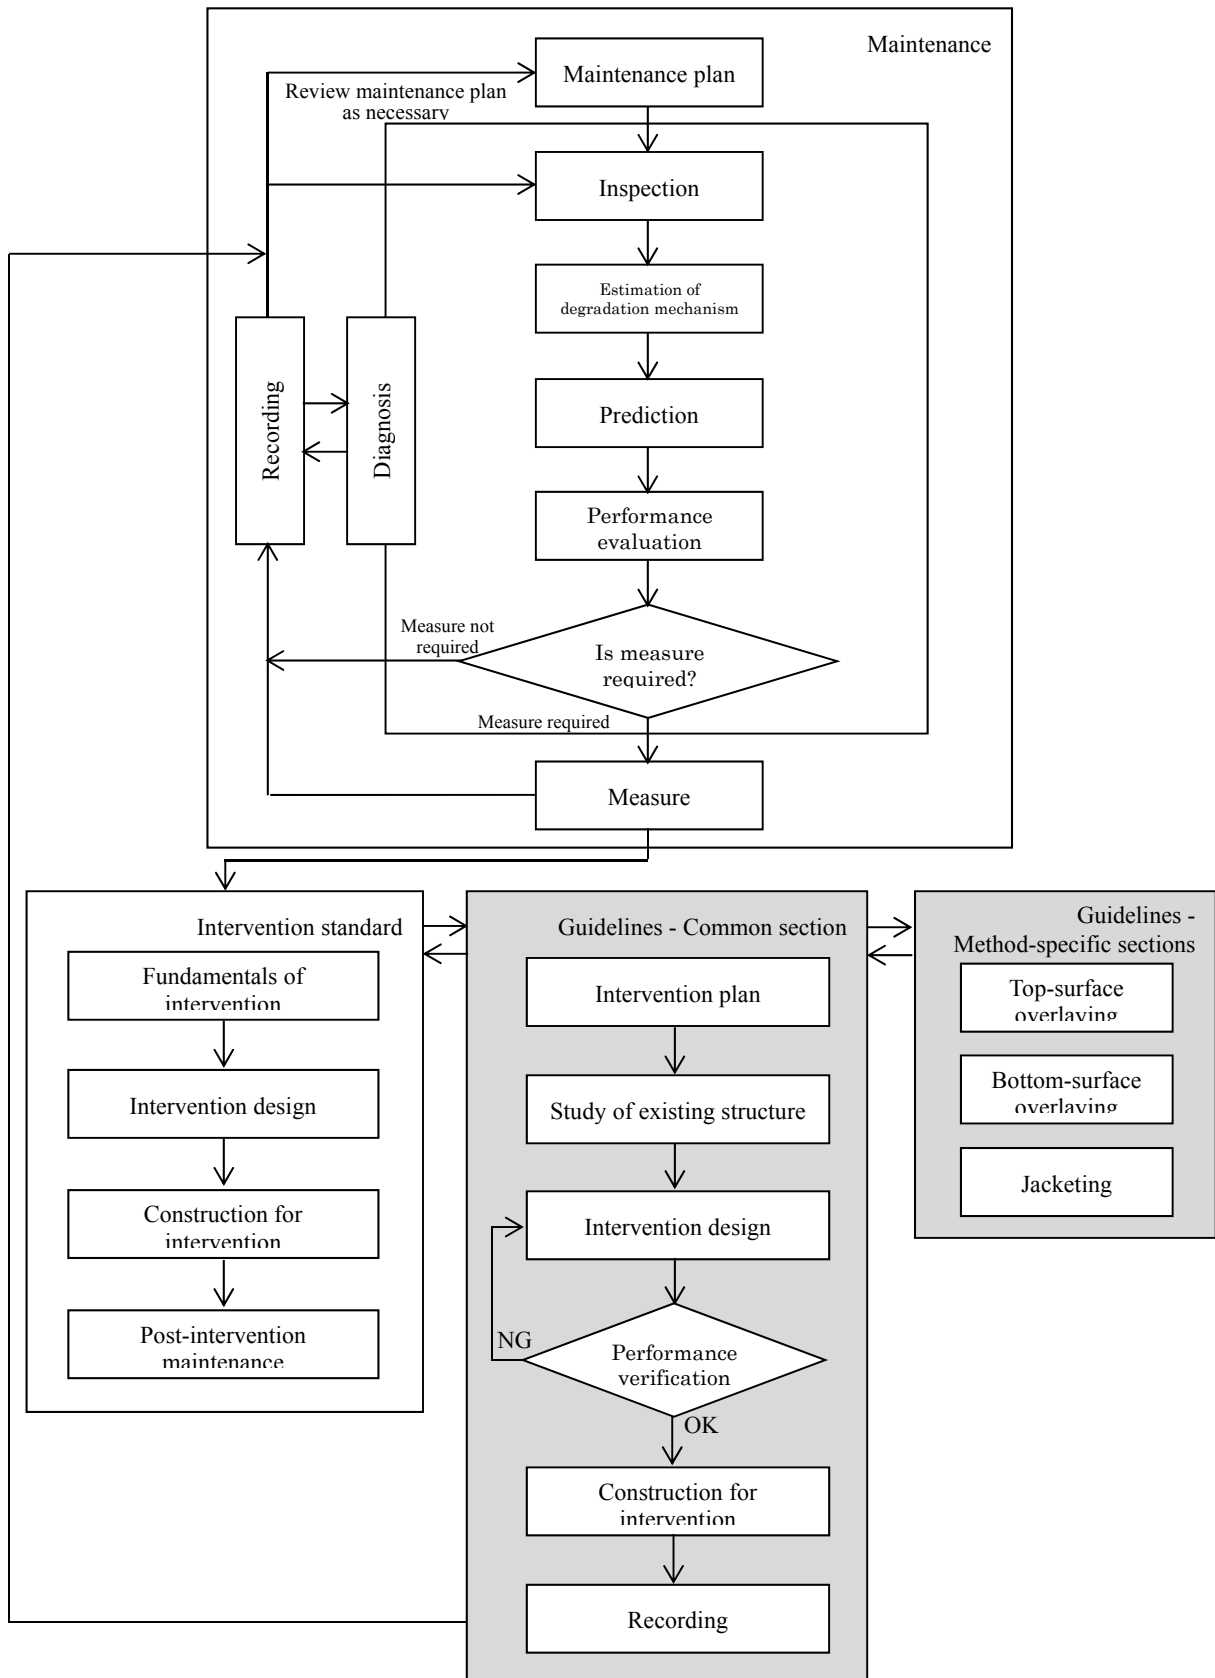 Maintenance
Maintenance plan
Review maintenance plan
as necessary
Inspection
Estimation of
degradation mechanism
Recording
Diagnosis
Prediction
Performance
evaluation
Measure not
required
Is measure
required?
Measure required
Measure
Intervention standard
Fundamentals of
intervention
Intervention design
Construction for
intervention
Post-intervention
maintenance
Guidelines - Common section
Intervention plan
Study of existing structure
Intervention design
NG
Performance
verification
OK
Construction for
intervention
Recording
Guidelines -
Method-specific sections
Top-surface
overlaying
Bottom-surface
overlaying
Jacketing